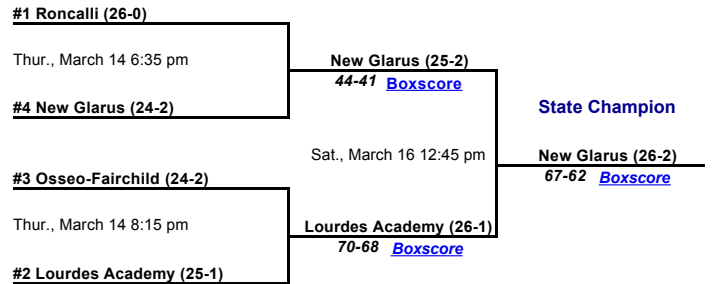 #1 Roncalli (26-0)
Thur., March 14 6:35 pm
New Glarus (25-2)
44-41 Boxscore
#4 New Glarus (24-2)
State Champion
Sat., March 16 12:45 pm
New Glarus (26-2)
67-62 Boxscore
#3 Osseo-Fairchild (24-2)
Thur., March 14 8:15 pm
Lourdes Academy (26-1)
70-68 Boxscore
#2 Lourdes Academy (25-1)